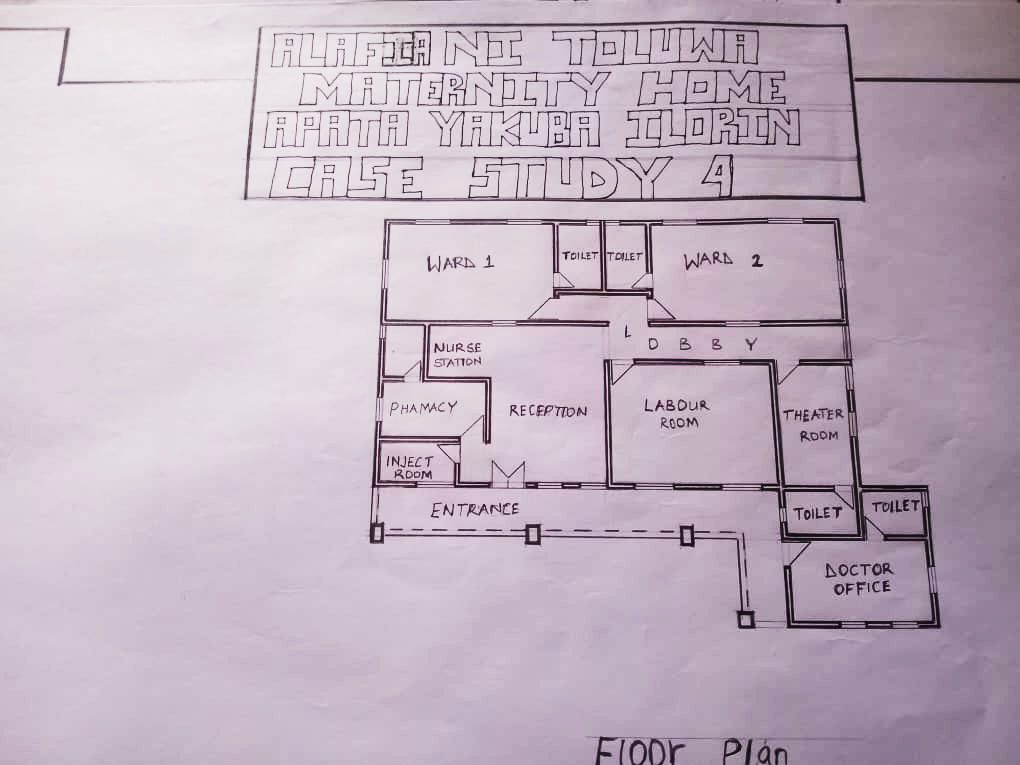 ALAFIA NI TOLUWA
MATERNITY HOME
APATA YAKUBA ILORIN
CASE STUDY 4
WARD 1
TOILET
TOILET
WARD 2
LOBBY
NURSE
STATION
PHAMACY
RECEPTION
LABOUR
ROOM
THEATER
ROOM
INJECT
ROOM
ENTRANCE
TOILET
TOILET
DOCTOR
OFFICE
Floor Plan